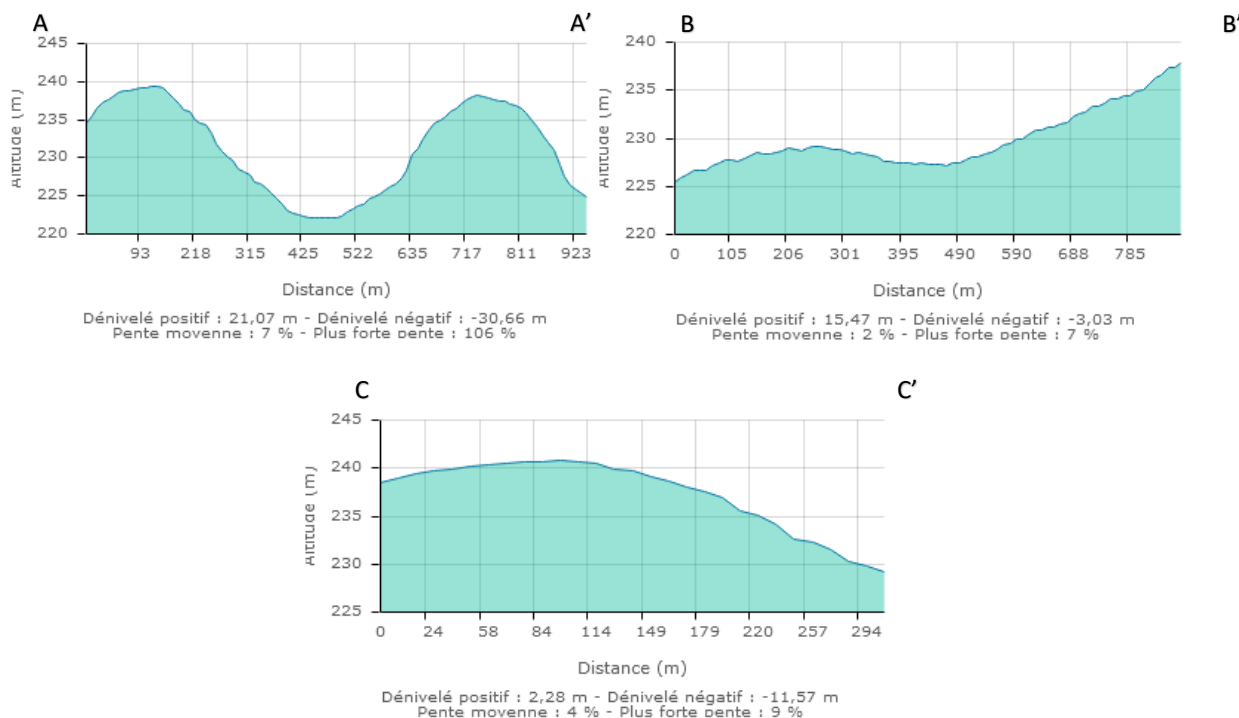 A A’
245
240
235
230
225
220
Altitude (m)
93 218 315 425 522 635 717 811 923
Distance (m)
Dénivelé positif : 21,07 m - Dénivelé négatif : -30,66 m
Pente moyenne : 7 % - Plus forte pente : 106 %
B B’
240
235
230
225
220
Altitude (m)
0 105 206 301 395 490 590 688 785
Distance (m)
Dénivelé positif : 15,47 m - Dénivelé négatif : -3,03 m
Pente moyenne : 2 % - Plus forte pente : 7 %
C C’
245
240
235
230
225
Altitude (m)
0 24 58 84 114 149 179 220 257 294
Distance (m)
Dénivelé positif : 2,28 m - Dénivelé négatif : -11,57 m
Pente moyenne : 4 % - Plus forte pente : 9 %